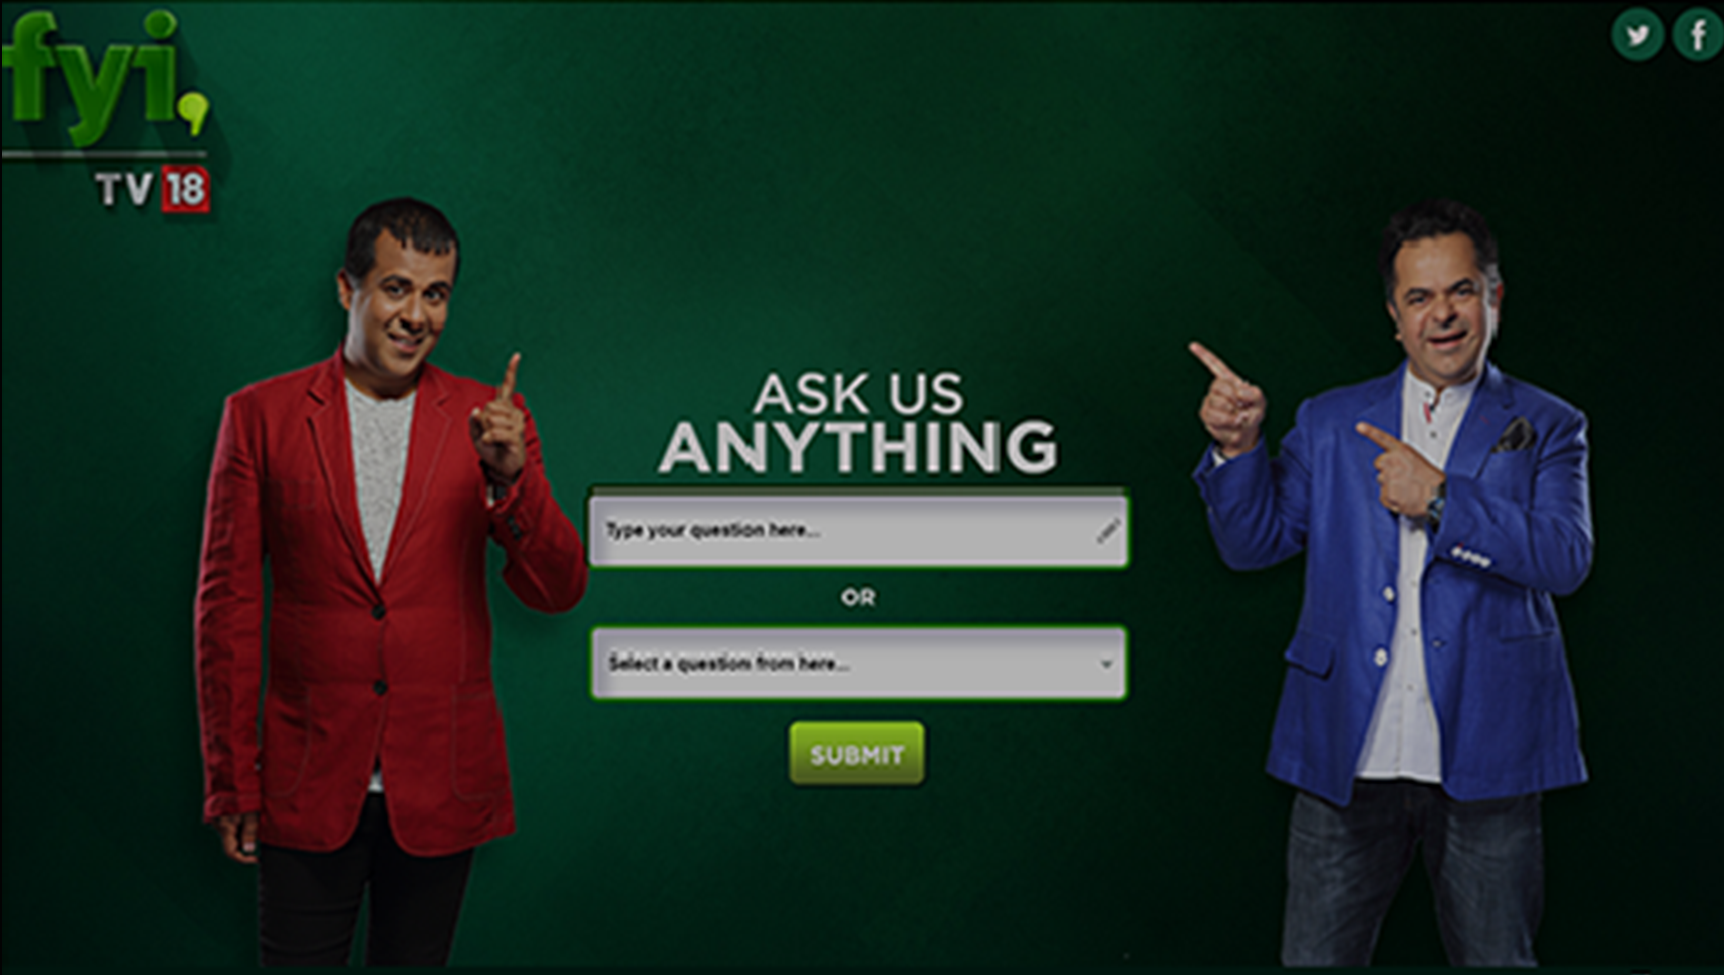 fyi,
TV 18
ASK US
ANYTHING
Type your question here...
OR
Select a question from here...
SUBMIT